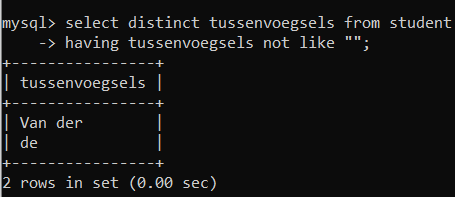 mysql> select distinct tussenvoegsels from student
    -> having tussenvoegsels not like "";
+----------------+
| tussenvoegsels |
+----------------+
| Van der        |
| de             |
+----------------+
2 rows in set (0.00 sec)